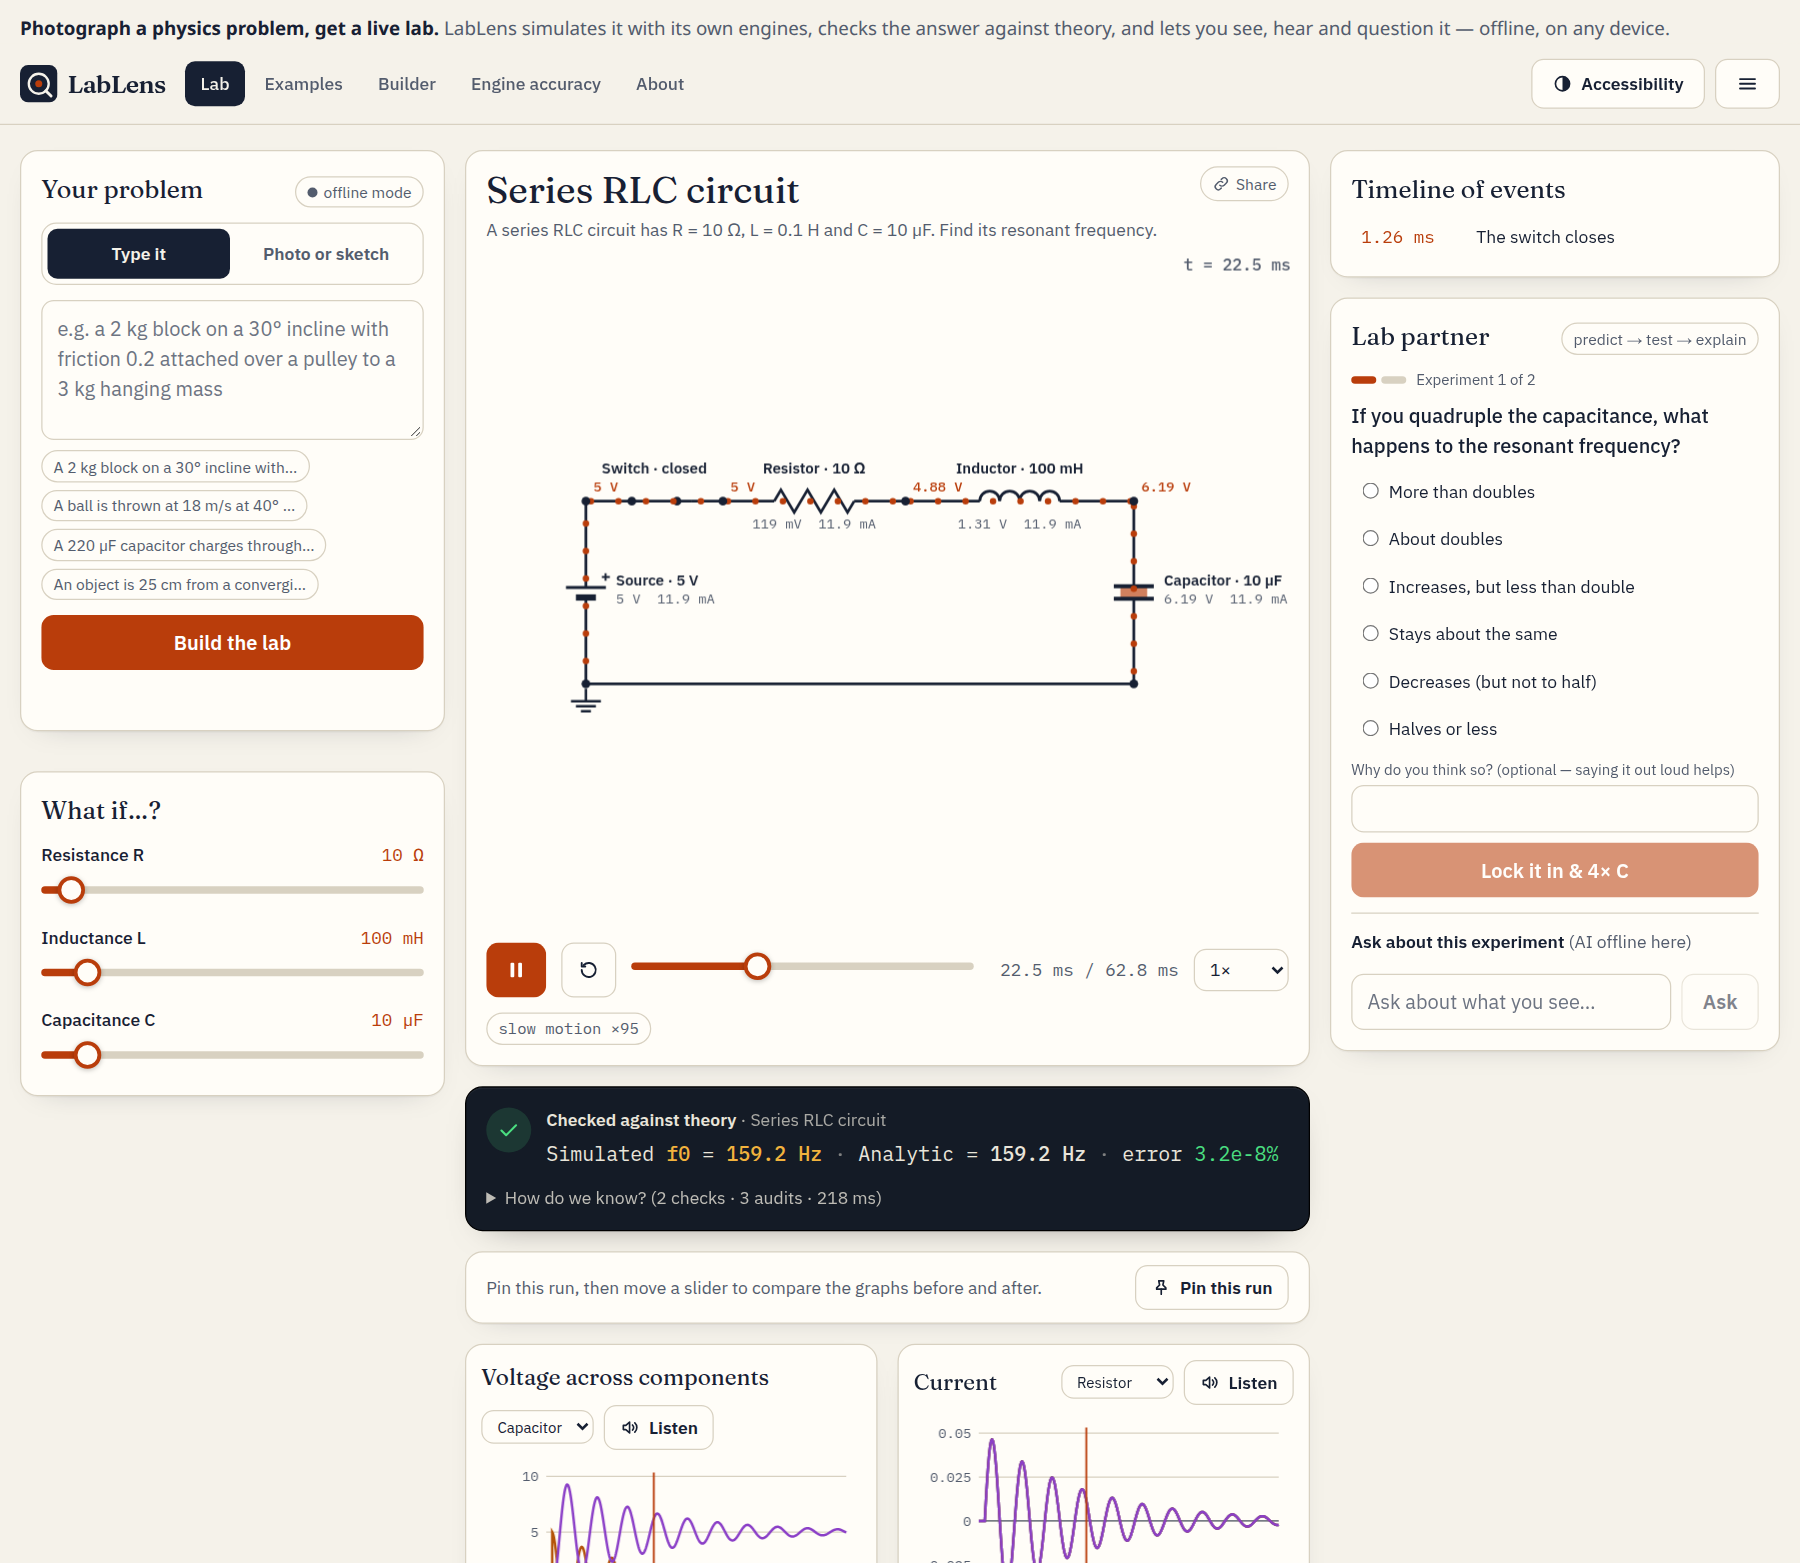 Photograph a physics problem, get a live lab. LabLens simulates it with its own engines, checks the answer against theory, and lets you see, hear and question it — offline, on any device.
LabLens
Lab
Examples
Builder
Engine accuracy
About
Accessibility
Your problem
offline mode
Type it
Photo or sketch
e.g. a 2 kg block on a 30° incline with
friction 0.2 attached over a pulley to a
3 kg hanging mass
A 2 kg block on a 30° incline with...
A ball is thrown at 18 m/s at 40° ...
A 220 µF capacitor charges through...
An object is 25 cm from a convergi...
Build the lab
What if...?
Resistance R
10 Ω
Inductance L
100 mH
Capacitance C
10 µF
Series RLC circuit
Share
A series RLC circuit has R = 10 Ω, L = 0.1 H and C = 10 µF. Find its resonant frequency.
t = 22.5 ms
Switch · closed
Resistor · 10 Ω
Inductor · 100 mH
5 V
5 V
4.88 V
6.19 V
119 mV 11.9 mA
1.31 V 11.9 mA
+
Source · 5 V
5 V 11.9 mA
Capacitor · 10 µF
6.19 V 11.9 mA
22.5 ms / 62.8 ms
1×
slow motion ×95
Checked against theory · Series RLC circuit
Simulated f0 = 159.2 Hz · Analytic = 159.2 Hz · error 3.2e-8%
How do we know? (2 checks · 3 audits · 218 ms)
Pin this run, then move a slider to compare the graphs before and after.
Pin this run
Voltage across components
Capacitor
Listen
10
5
Current
Resistor
Listen
0.05
0.025
0
Timeline of events
1.26 ms
The switch closes
Lab partner
predict → test → explain
Experiment 1 of 2
If you quadruple the capacitance, what
happens to the resonant frequency?
More than doubles
About doubles
Increases, but less than double
Stays about the same
Decreases (but not to half)
Halves or less
Why do you think so? (optional — saying it out loud helps)
Lock it in & 4× C
Ask about this experiment (AI offline here)
Ask about what you see...
Ask